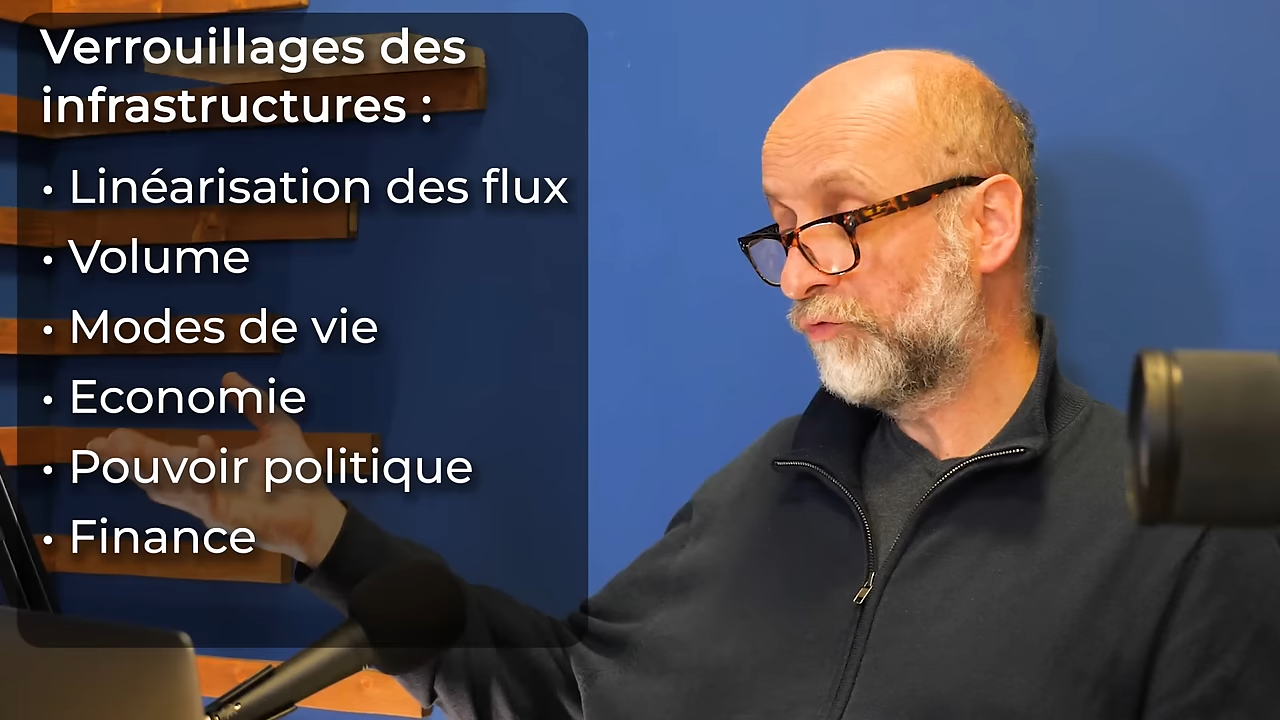 Verrouillages des
infrastructures :
• Linéarisation des flux
• Volume
• Modes de vie
• Economie
• Pouvoir politique
• Finance